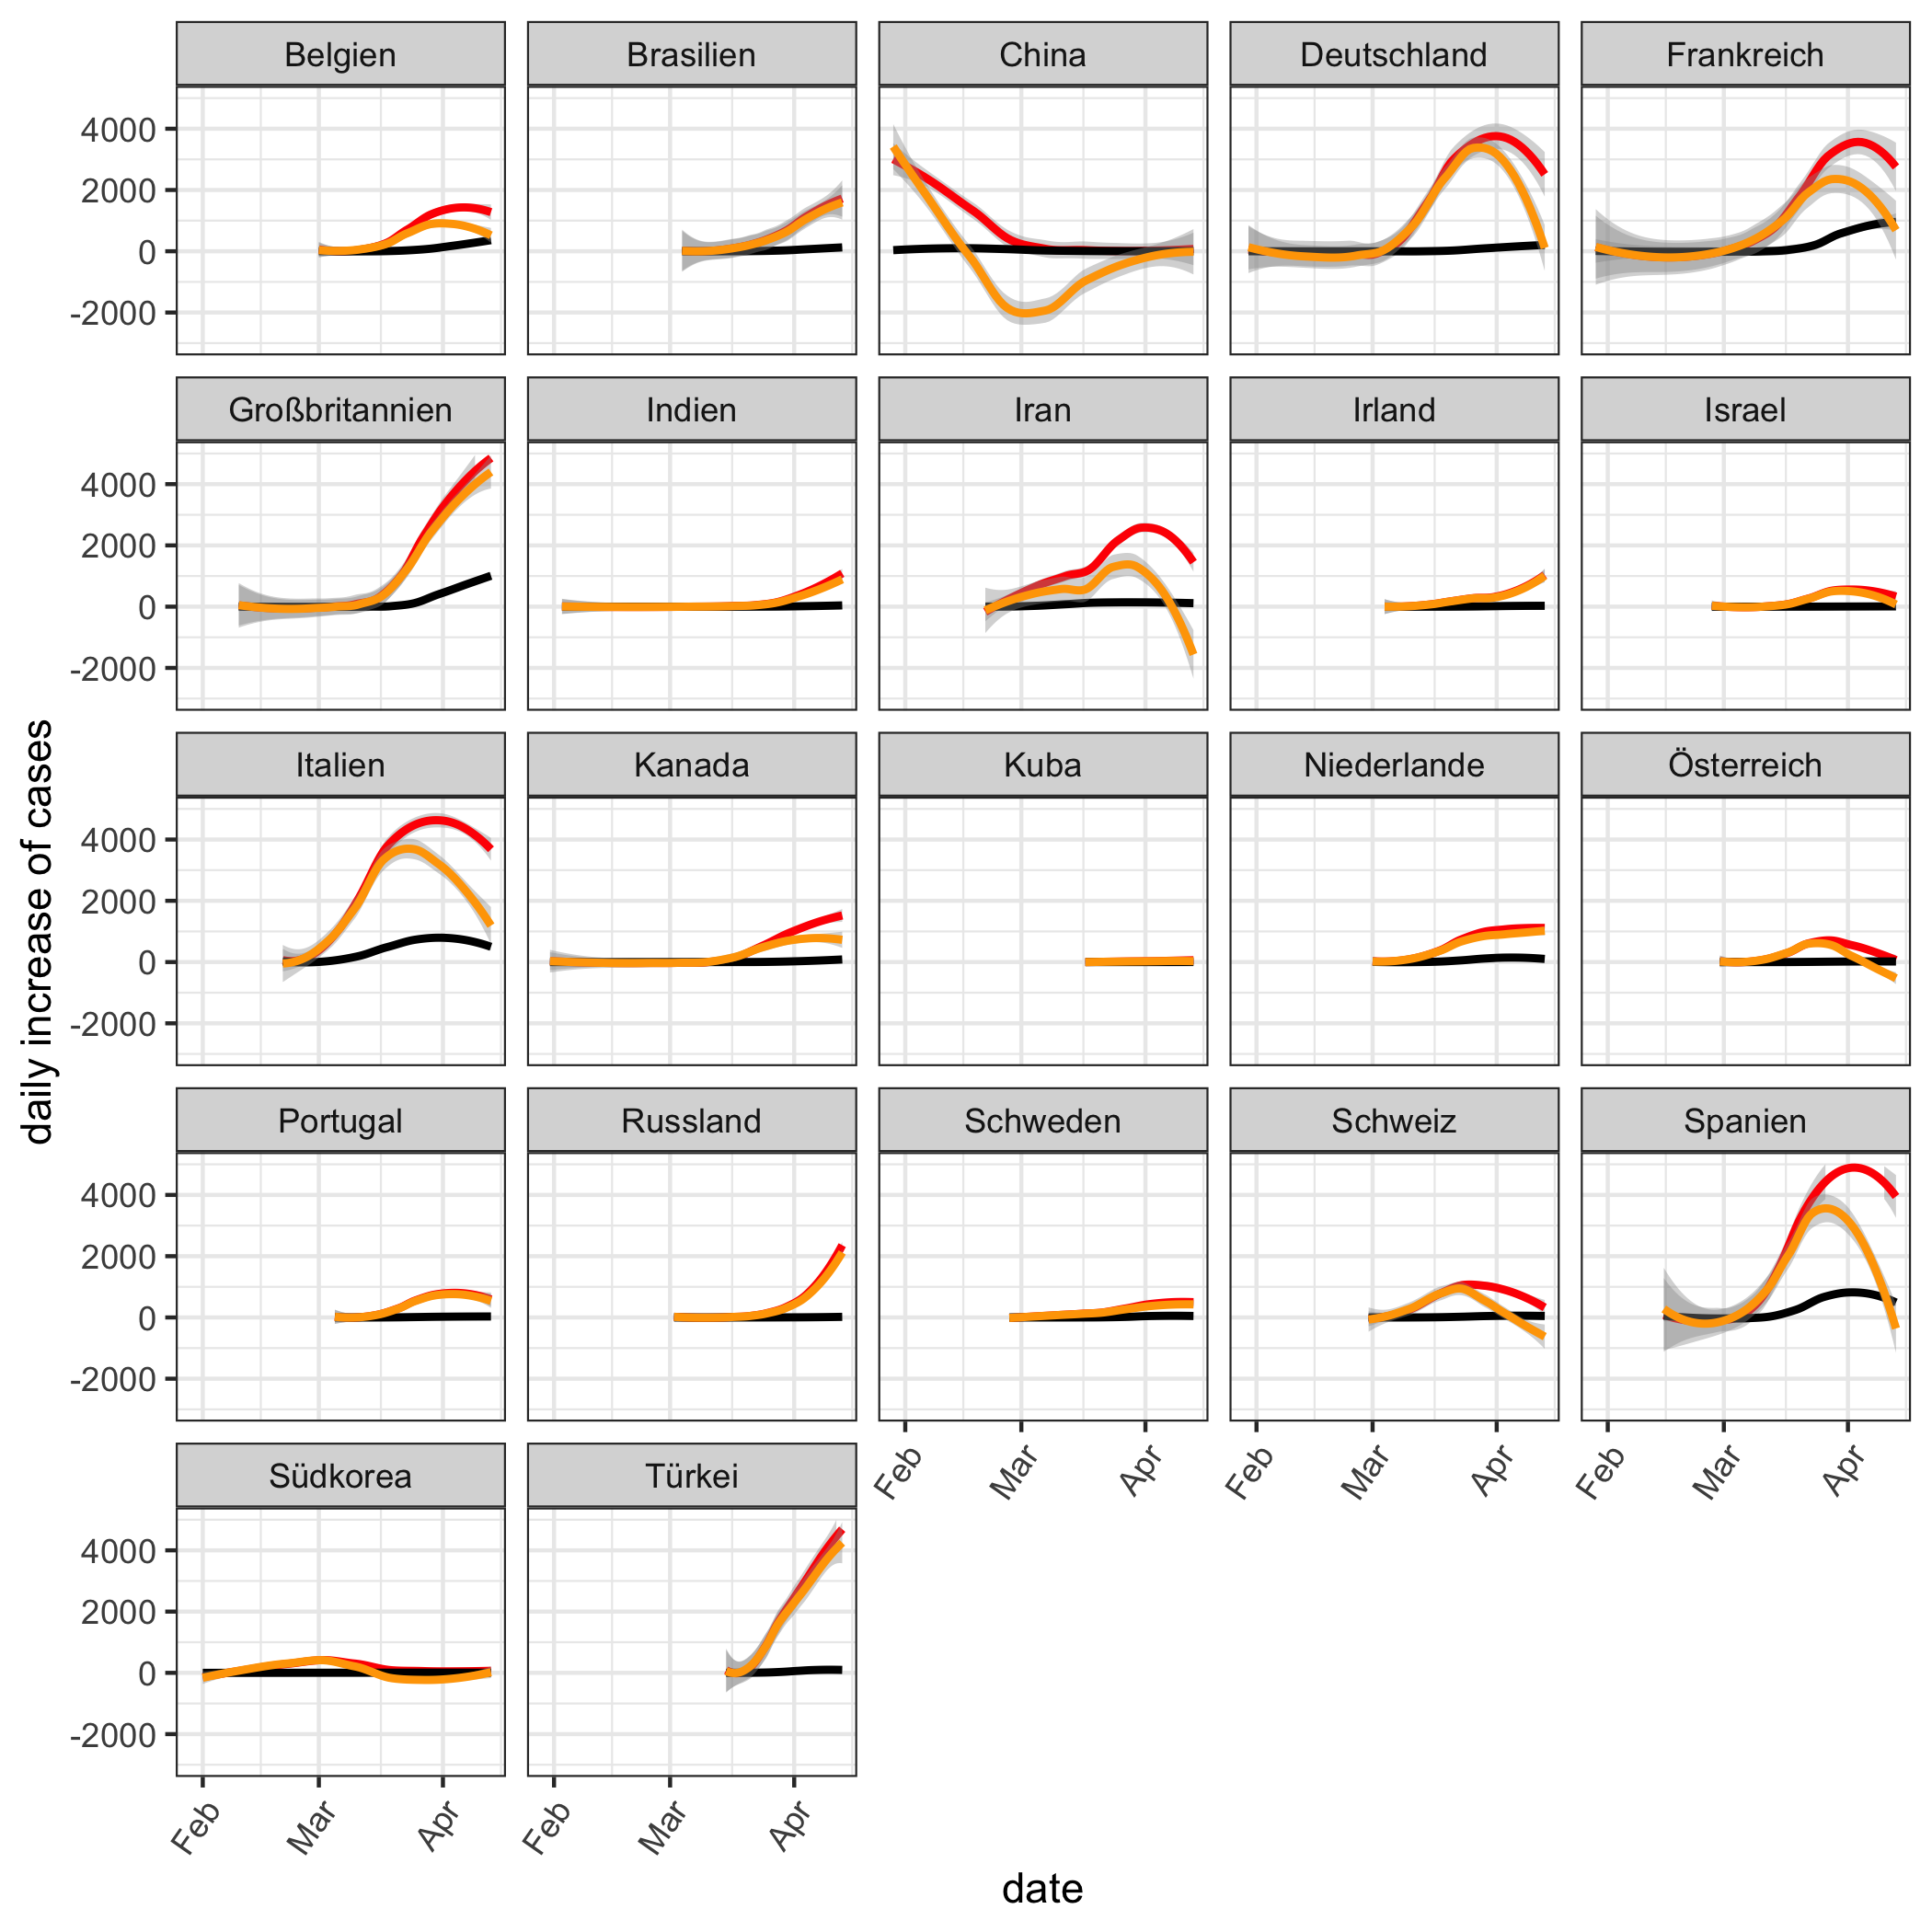 Belgien Brasilien China Deutschland Frankreich
4000
2000
0
-2000
Großbritannien Indien Iran Irland Israel
4000
2000
0
-2000
Italien Kanada Kuba Niederlande Österreich
4000
2000
0
-2000
Portugal Russland Schweden Schweiz Spanien
4000
2000
0
-2000
Feb Mar Apr Feb Mar Apr Feb Mar Apr
Südkorea Türkei
4000
2000
0
-2000
Feb Mar Apr Feb Mar Apr
daily increase of cases
date